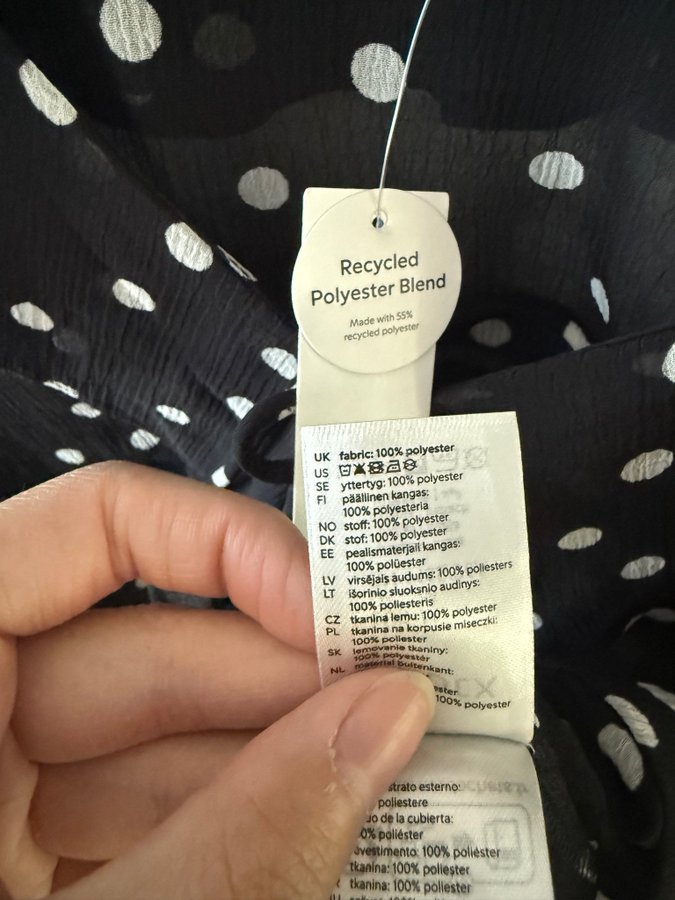 Recycled
Polyester Blend
Made with 55%
recycled polyester
UK fabric: 100% polyester
US
SE yttertyg: 100% polyester
FI päällinen kangas:
100% polyesteria
NO stoff: 100% polyester
DK stof: 100% polyester
EE pealismaterjali kangas:
100% polüester
LV virsējais audums: 100% poliesters
LT išorinio sluoksnio audinys:
100% poliesteris
CZ tkanina lemu: 100% polyester
PL tkanina na korpusie miseczki:
100% poliester
SK lemovanie tkaniny:
100% polyester
NL material buitenkant:
100% polyester
strato esterno:
poliestere
de la cubierta:
poliéster
100% poliéster
tkanina: 100% poliester
tkanina: 100% poliester